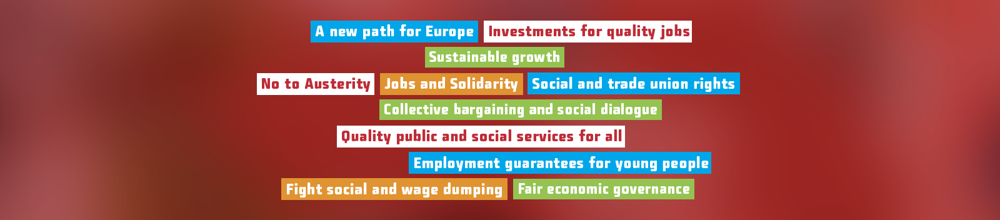 A new path for Europe Investments for quality jobs
Sustainable growth
No to Austerity Jobs and Solidarity Social and trade union rights
Collective bargaining and social dialogue
Quality public and social services for all
Employment guarantees for young people
Fight social and wage dumping Fair economic governance